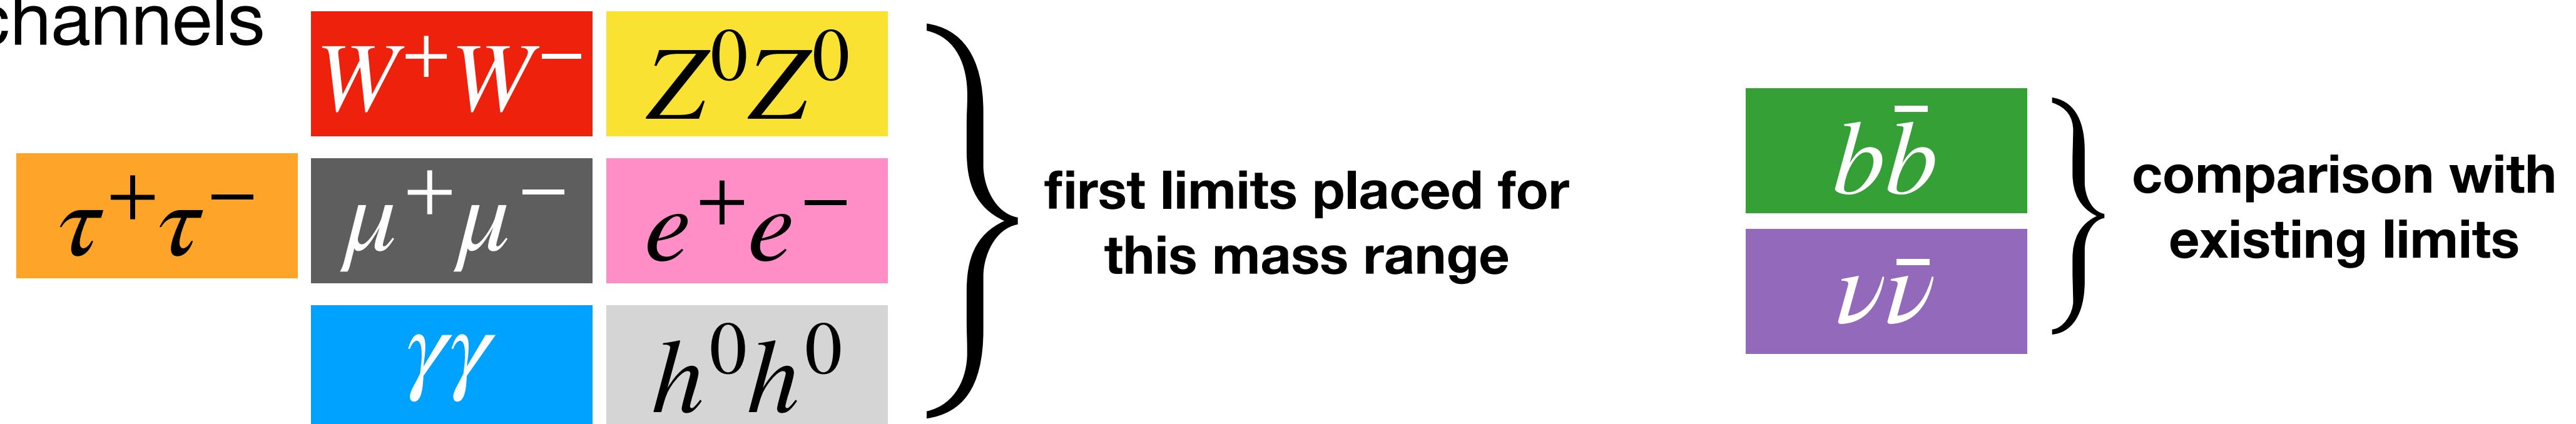 channels
W⁺W⁻ Z⁰Z⁰
τ⁺τ⁻ μ⁺μ⁻ e⁺e⁻
γγ h⁰h⁰
first limits placed for
this mass range
bb̄
νν̄
comparison with
existing limits